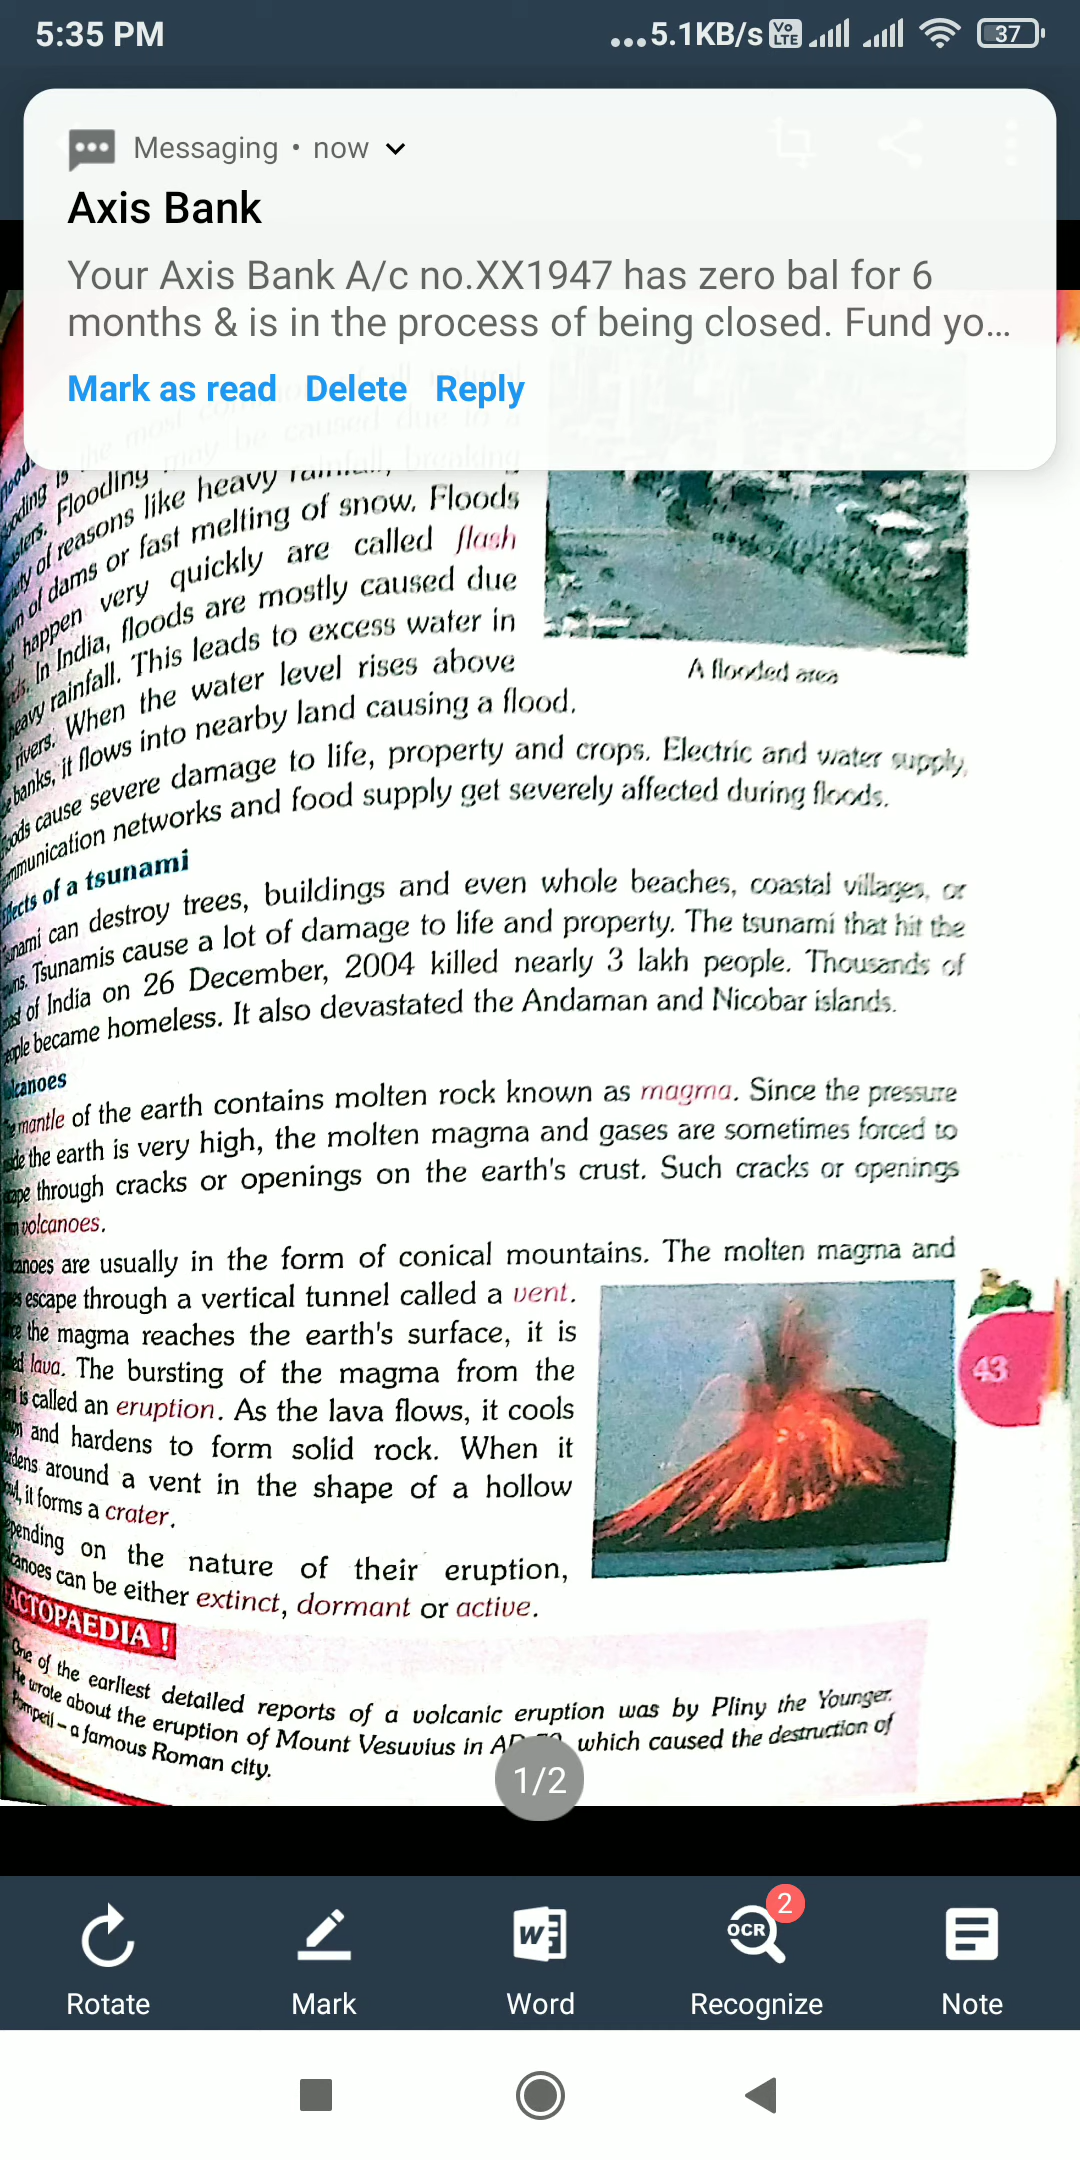 5:35 PM
...5.1KB/s Vo LTE 37
Messaging • now
Axis Bank
Your Axis Bank A/c no.XX1947 has zero bal for 6
months & is in the process of being closed. Fund yo...
Mark as read Delete Reply
the most
may be caused due to a
Flooding
of reasons like heavy rainfall, breaking
of dams or fast melting of snow. Floods
happen very quickly are called flash
In India, floods are mostly caused due
heavy rainfall. This leads to excess water in
rivers. When the water level rises above
banks, it flows into nearby land causing a flood.
A flooded area
cause severe damage to life, property and crops. Electric and water supply,
networks and food supply get severely affected during floods.
of a tsunami
can destroy trees, buildings and even whole beaches, coastal villages, or
Tsunamis cause a lot of damage to life and property. The tsunami that hit the
of India on 26 December, 2004 killed nearly 3 lakh people. Thousands of
became homeless. It also devastated the Andaman and Nicobar islands.
mantle of the earth contains molten rock known as magma. Since the pressure
the earth is very high, the molten magma and gases are sometimes forced to
through cracks or openings on the earth's crust. Such cracks or openings
volcanoes.
are usually in the form of conical mountains. The molten magma and
escape through a vertical tunnel called a vent.
the magma reaches the earth's surface, it is
lava. The bursting of the magma from the
is called an eruption. As the lava flows, it cools
and hardens to form solid rock. When it
around a vent in the shape of a hollow
it forms a crater.
on the nature of their eruption,
can be either extinct, dormant or active.
43
ACTOPAEDIA !
One of the earliest detailed reports of a volcanic eruption was by Pliny the Younger.
He wrote about the eruption of Mount Vesuvius in which caused the destruction of
Pompeii – a famous Roman city.
1/2
2
OCR
W
Rotate Mark Word Recognize Note